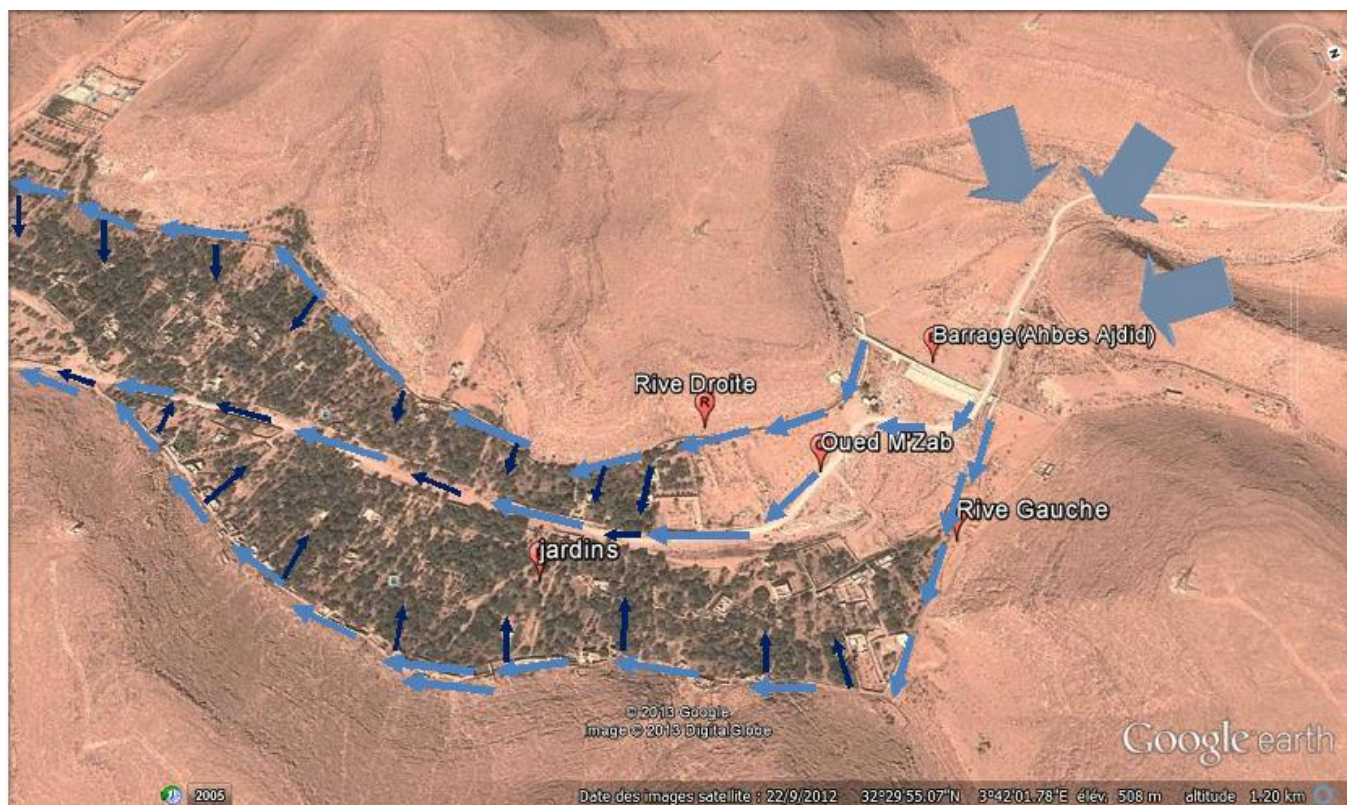 N
Barrage(Ahbes Ajdid)
Rive Droite
R
Oued M'Zab
Rive Gauche
jardins
© 2013 Google
Image © 2013 DigitalGlobe
Google earth
2005
Date des images satellite : 22/9/2012 32°29'55.07"N 3°42'01.78"E élév. 508 m altitude 1.20 km